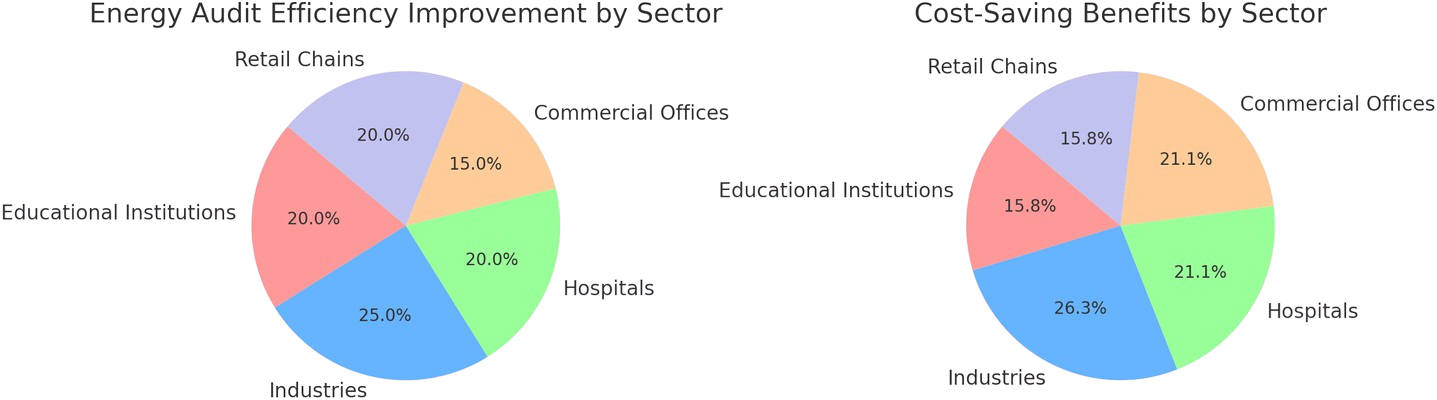 Energy Audit Efficiency Improvement by Sector
Retail Chains
Commercial Offices
20.0%
15.0%
Educational Institutions
20.0%
20.0%
Hospitals
25.0%
Industries
Cost-Saving Benefits by Sector
Retail Chains
Commercial Offices
15.8%
21.1%
Educational Institutions
15.8%
21.1%
Hospitals
26.3%
Industries